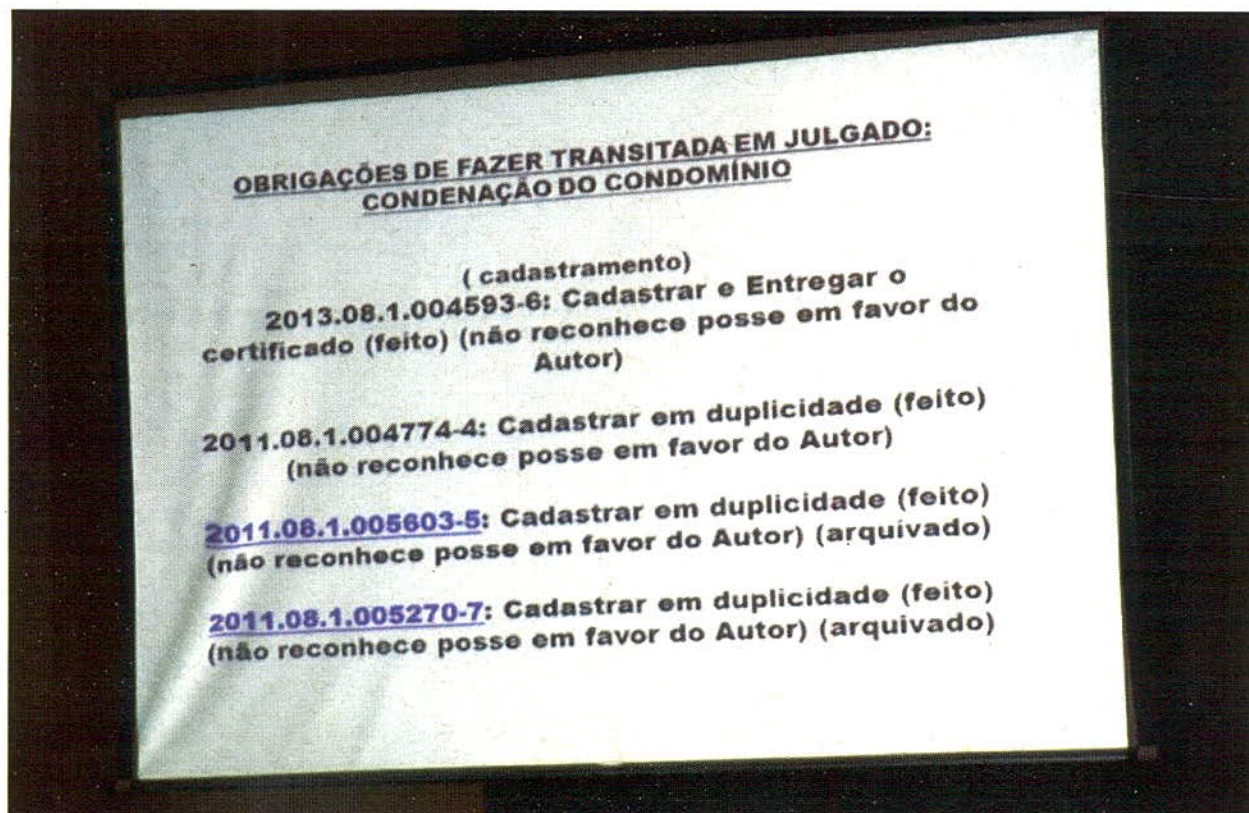 OBRIGAÇÕES DE FAZER TRANSITADA EM JULGADO:
CONDENAÇÃO DO CONDOMÍNIO
( cadastramento)
2013.08.1.004593-6: Cadastrar e Entregar o
certificado (feito) (não reconhece posse em favor do
Autor)
2011.08.1.004774-4: Cadastrar em duplicidade (feito)
(não reconhece posse em favor do Autor)
2011.08.1.005603-5: Cadastrar em duplicidade (feito)
(não reconhece posse em favor do Autor) (arquivado)
2011.08.1.005270-7: Cadastrar em duplicidade (feito)
(não reconhece posse em favor do Autor) (arquivado)